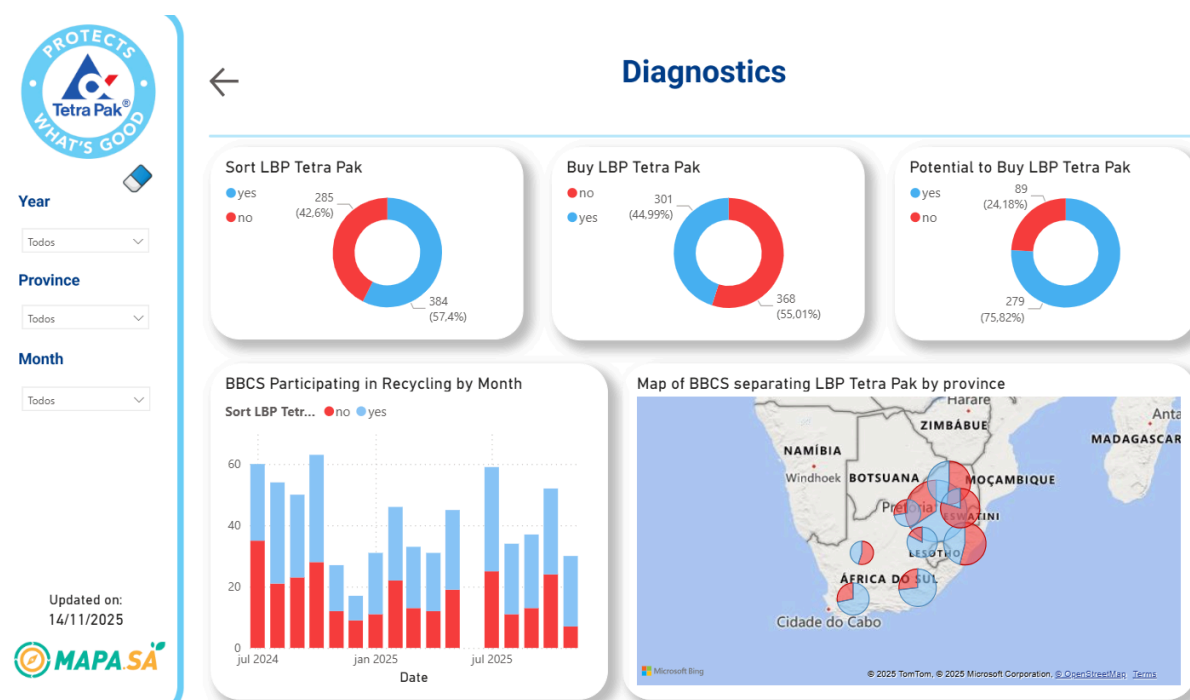 PROTECTS
Tetra Pak®
WHAT'S GOOD
Year
Todos
Province
Todos
Month
Todos
Updated on:
14/11/2025
MAPA.SA
Diagnostics
Sort LBP Tetra Pak
yes
no
285
(42,6%)
384
(57,4%)
Buy LBP Tetra Pak
no
yes
301
(44,99%)
368
(55,01%)
Potential to Buy LBP Tetra Pak
yes
no
89
(24,18%)
279
(75,82%)
BBCS Participating in Recycling by Month
Sort LBP Tetr... no yes
60
40
20
0
jul 2024 jan 2025 jul 2025
Date
Map of BBCS separating LBP Tetra Pak by province
Harare
ZIMBÁBUE
Anta
MADAGASCAR
NAMÍBIA
Windhoek
BOTSUANA
MOÇAMBIQUE
Pretoria
ESWATINI
LESOTHO
ÁFRICA DO SUL
Cidade do Cabo
Microsoft Bing
© 2025 TomTom, © 2025 Microsoft Corporation, © OpenStreetMap Terms